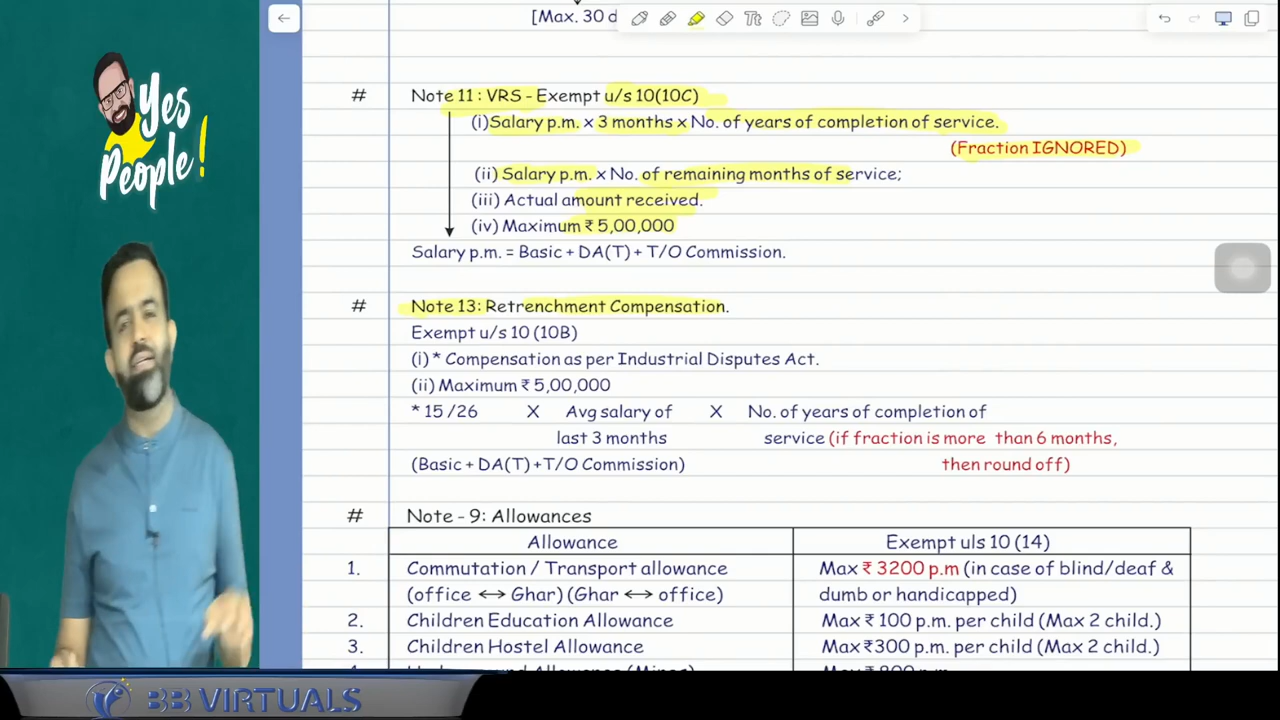 [Max. 30 d
Yes
People!
# Note 11 : VRS - Exempt u/s 10(10C)
(i)Salary p.m. x 3 months x No. of years of completion of service.
(Fraction IGNORED)
(ii) Salary p.m. x No. of remaining months of service;
(iii) Actual amount received.
(iv) Maximum ₹ 5,00,000
Salary p.m. = Basic + DA(T) + T/O Commission.
# Note 13: Retrenchment Compensation.
Exempt u/s 10 (10B)
(i) * Compensation as per Industrial Disputes Act.
(ii) Maximum ₹ 5,00,000
* 15 /26 X Avg salary of X No. of years of completion of
last 3 months service (if fraction is more than 6 months,
(Basic + DA(T) +T/O Commission) then round off)
# Note - 9: Allowances
Allowance Exempt uls 10 (14)
1. Commutation / Transport allowance Max ₹ 3200 p.m (in case of blind/deaf &
(office ↔ Ghar) (Ghar ↔ office) dumb or handicapped)
2. Children Education Allowance Max ₹ 100 p.m. per child (Max 2 child.)
3. Children Hostel Allowance Max ₹300 p.m. per child (Max 2 child.)
BB VIRTUALS